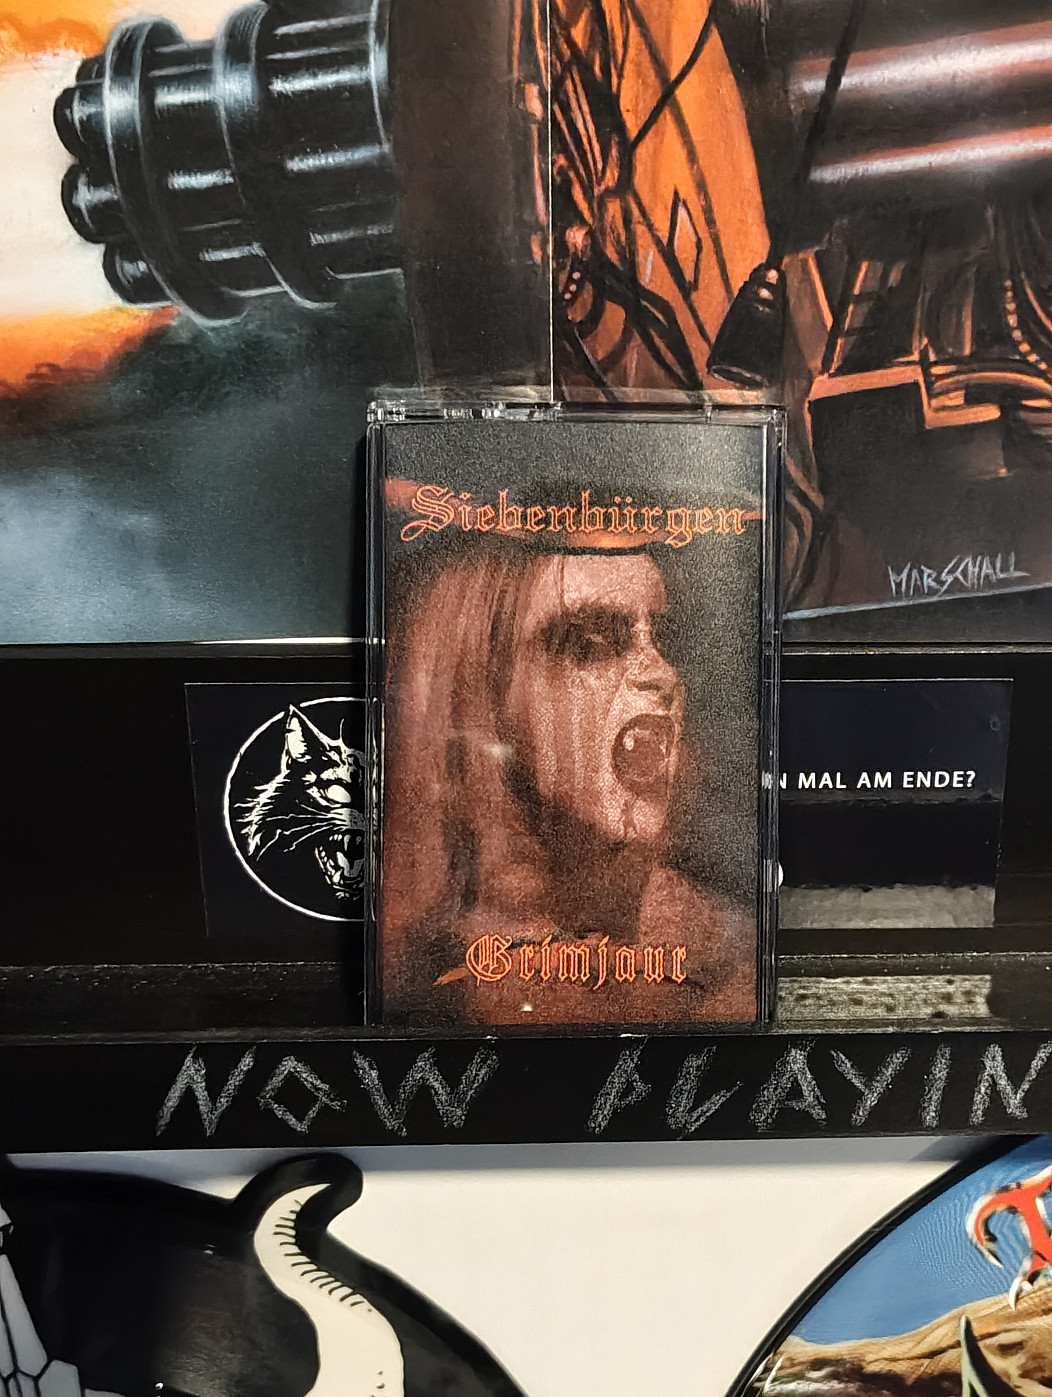 Siebenbürgen
MARSCHALL
N MAL AM ENDE?
Grimjaur
NOW PLAYIN